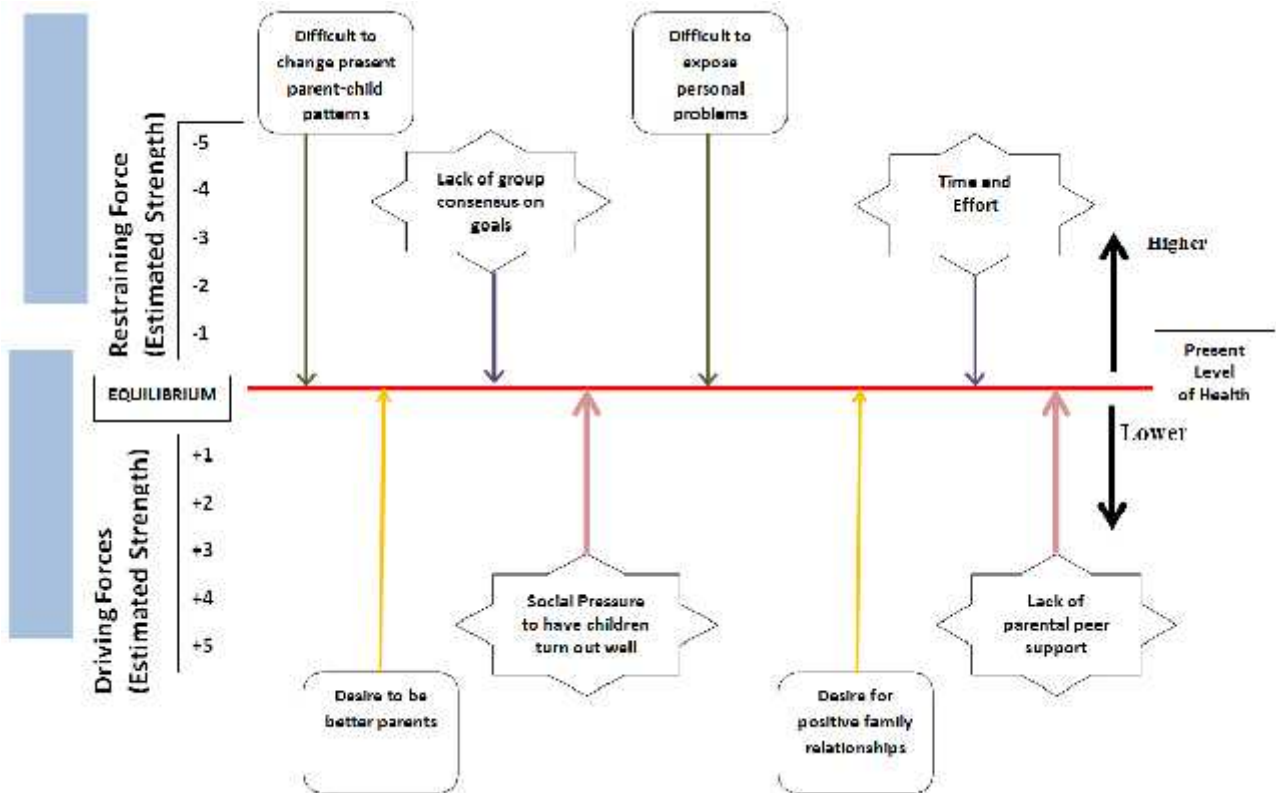 Difficult to
change present
parent-child
patterns
Difficult to
expose
personal
problems
Restraining Force
(Estimated Strength)
-5
-4
-3
-2
-1
Lack of group
consensus on
goals
Time and
Effort
Higher
EQUILIBRIUM
Present
Level
of Health
Lower
Driving Forces
(Estimated Strength)
+1
+2
+3
+4
+5
Social Pressure
to have children
turn out well
Lack of
parental peer
support
Desire to be
better parents
Desire for
positive family
relationships